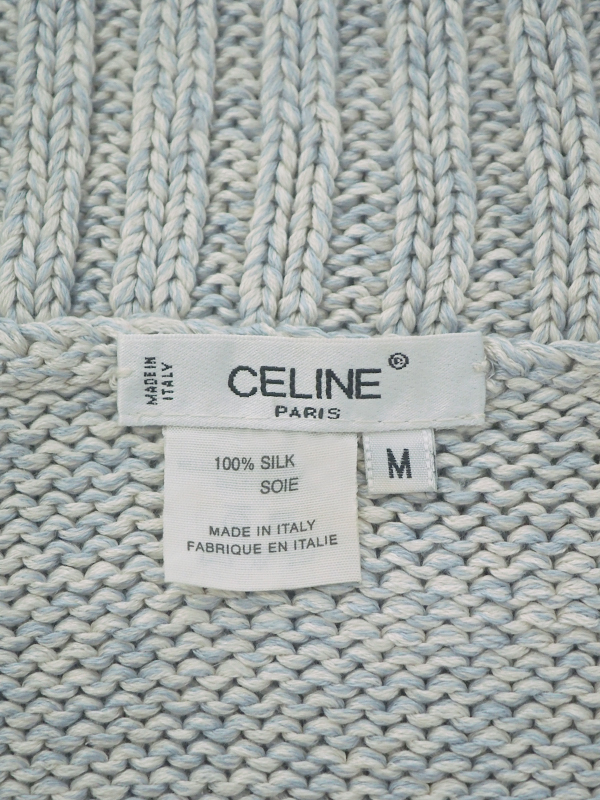 MADE IN
ITALY
CELINE®
PARIS
M
100% SILK
SOIE
MADE IN ITALY
FABRIQUE EN ITALIE